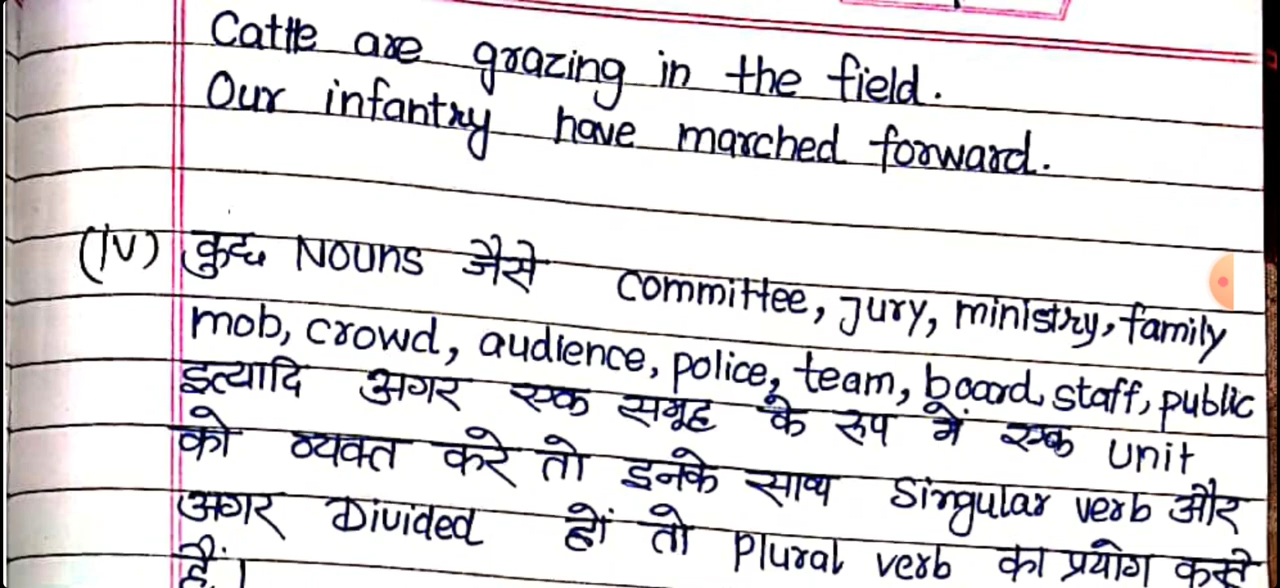 Cattle are grazing in the field.
Our infantry have marched forward.
(iv) कुछ Nouns जैसे committee, jury, ministry, family
mob, crowd, audience, police, team, board, staff, public
इत्यादि अगर एक समूह के रूप में एक unit
को व्यक्त करे तो इनके साथ singular verb और
अगर Divided हों तो Plural verb का प्रयोग करते
हैं।